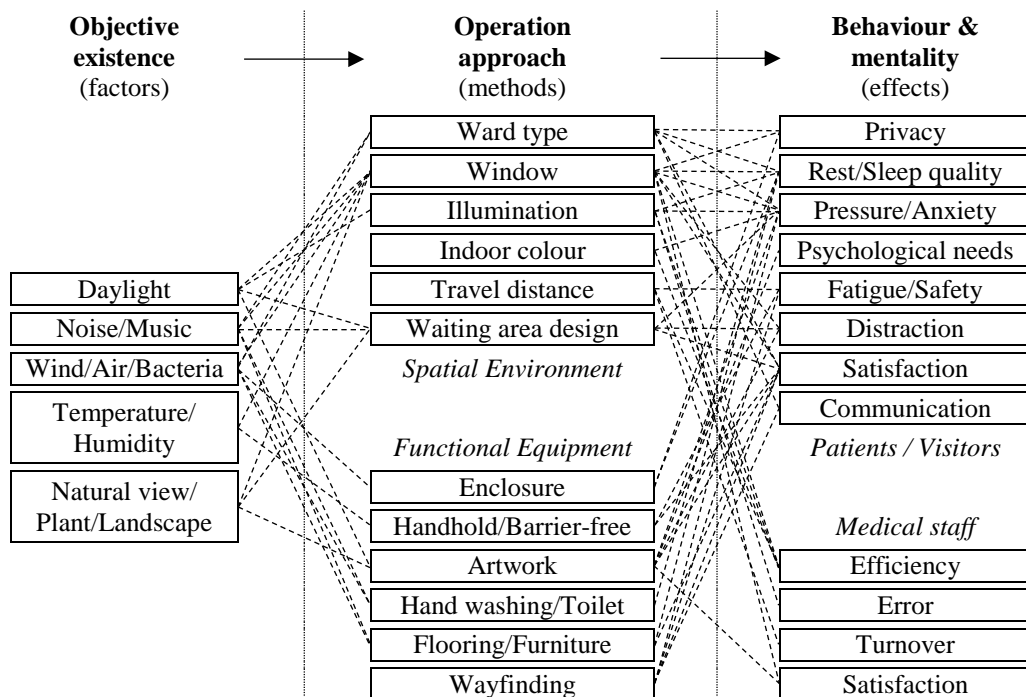 Objective
existence
(factors)
Operation
approach
(methods)
Behaviour &
mentality
(effects)
Daylight
Noise/Music
Wind/Air/Bacteria
Temperature/
Humidity
Natural view/
Plant/Landscape
Ward type
Window
Illumination
Indoor colour
Travel distance
Waiting area design
Spatial Environment
Functional Equipment
Enclosure
Handhold/Barrier-free
Artwork
Hand washing/Toilet
Flooring/Furniture
Wayfinding
Privacy
Rest/Sleep quality
Pressure/Anxiety
Psychological needs
Fatigue/Safety
Distraction
Satisfaction
Communication
Patients / Visitors
Medical staff
Efficiency
Error
Turnover
Satisfaction